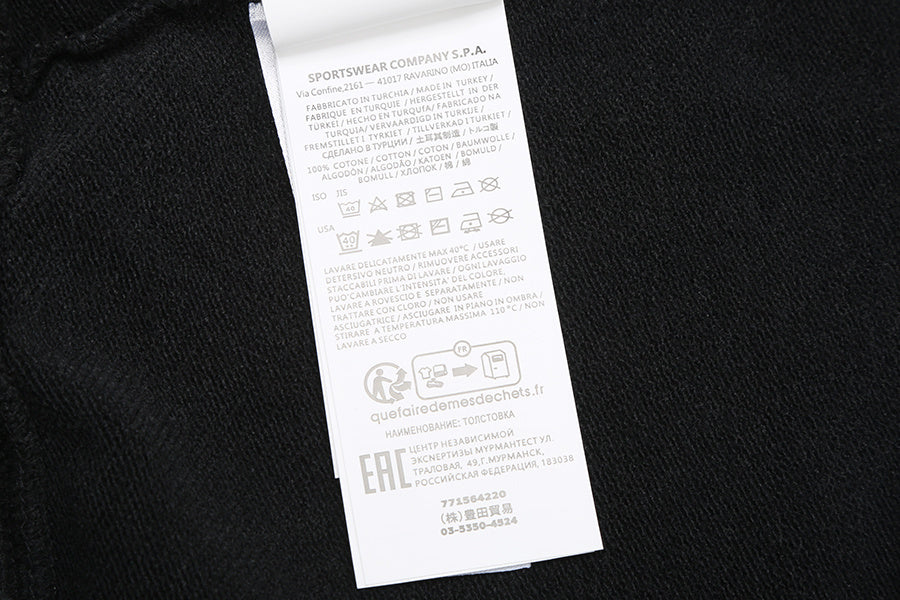 SPORTSWEAR COMPANY S.P.A.
Via Confine,2161 — 41017 RAVARINO (MO) ITALIA
FABBRICATO IN TURCHIA / MADE IN TURKEY /
FABRIQUE EN TURQUIE / HERGESTELLT IN DER
TÜRKEI / HECHO EN TURQUÍA / FABRICADO NA
TURQUIA / VERVAARDIGD IN TURKIJE /
FREMSTILLET I TYRKIET / TILLVERKAD I TURKIET /
СДЕЛАНО В ТУРЦИИ / 土耳其制造 / トルコ製
100% COTONE / COTTON / COTON / BAUMWOLLE /
ALGODÓN / ALGODÃO / KATOEN / BOMULD /
BOMULL / ХЛОПОК / 棉 / 綿
ISO JIS
40
USA
40
LAVARE DELICATAMENTE MAX 40°C / USARE
DETERSIVO NEUTRO / RIMUOVERE ACCESSORI
STACCABILI PRIMA DI LAVARE / OGNI LAVAGGIO
PUO'CAMBIARE L'INTENSITA' DEL COLORE,
LAVARE A ROVESCIO E SEPARATAMENTE / NON
TRATTARE CON CLORO / NON USARE
ASCIUGATRICE / ASCIUGARE IN PIANO IN OMBRA /
STIRARE A TEMPERATURA MASSIMA 110°C / NON
LAVARE A SECCO
FR
quefairedemesdechets.fr
НАИМЕНОВАНИЕ: ТОЛСТОВКА
EAC
ЦЕНТР НЕЗАВИСИМОЙ
ЭКСПЕРТИЗЫ МУРМАНТЕСТ УЛ.
ТРАЛОВАЯ, 49,Г.МУРМАНСК,
РОССИЙСКАЯ ФЕДЕРАЦИЯ, 183038
771564220
(株)豊田貿易
03-5350-4524